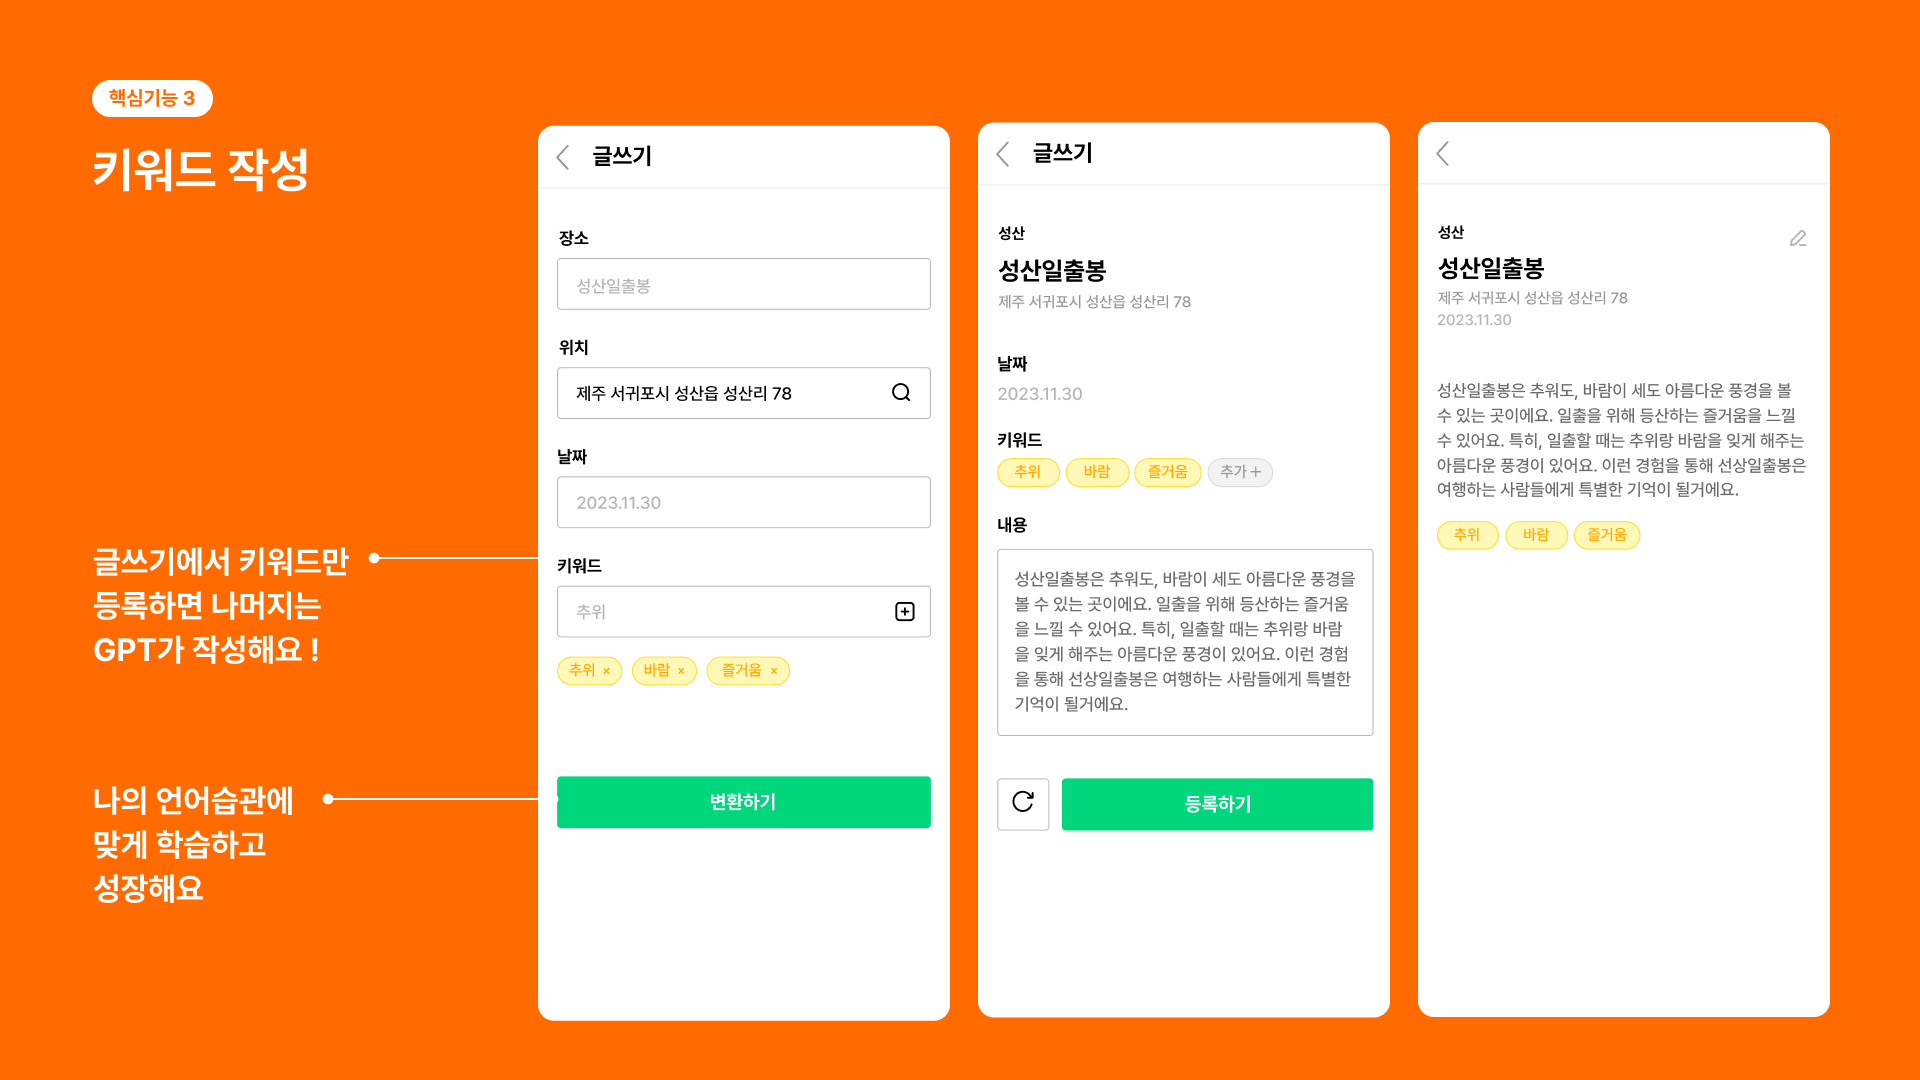 핵심기능 3
키워드 작성
글쓰기에서 키워드만
등록하면 나머지는
GPT가 작성해요 !
나의 언어습관에
맞게 학습하고
성장해요
글쓰기
장소
성산일출봉
위치
제주 서귀포시 성산읍 성산리 78
날짜
2023.11.30
키워드
추위
추위 × 바람 × 즐거움 ×
변환하기
글쓰기
성산
성산일출봉
제주 서귀포시 성산읍 성산리 78
날짜
2023.11.30
키워드
추위 바람 즐거움 추가+
내용
성산일출봉은 추워도, 바람이 세도 아름다운 풍경을
볼 수 있는 곳이에요. 일출을 위해 등산하는 즐거움
을 느낄 수 있어요. 특히, 일출할 때는 추위랑 바람
을 잊게 해주는 아름다운 풍경이 있어요. 이런 경험
을 통해 선상일출봉은 여행하는 사람들에게 특별한
기억이 될거에요.
등록하기
성산
성산일출봉
제주 서귀포시 성산읍 성산리 78
2023.11.30
성산일출봉은 추워도, 바람이 세도 아름다운 풍경을 볼
수 있는 곳이에요. 일출을 위해 등산하는 즐거움을 느낄
수 있어요. 특히, 일출할 때는 추위랑 바람을 잊게 해주는
아름다운 풍경이 있어요. 이런 경험을 통해 선상일출봉은
여행하는 사람들에게 특별한 기억이 될거에요.
추위 바람 즐거움